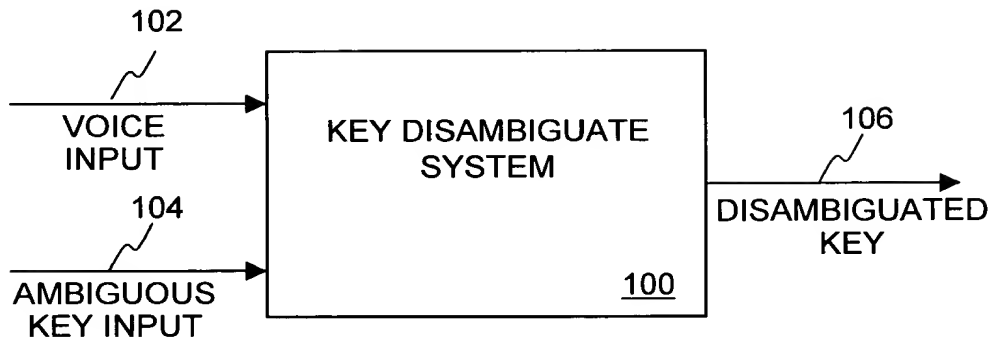 102
VOICE
INPUT
104
AMBIGUOUS
KEY INPUT
KEY DISAMBIGUATE
SYSTEM
100
106
DISAMBIGUATED
KEY